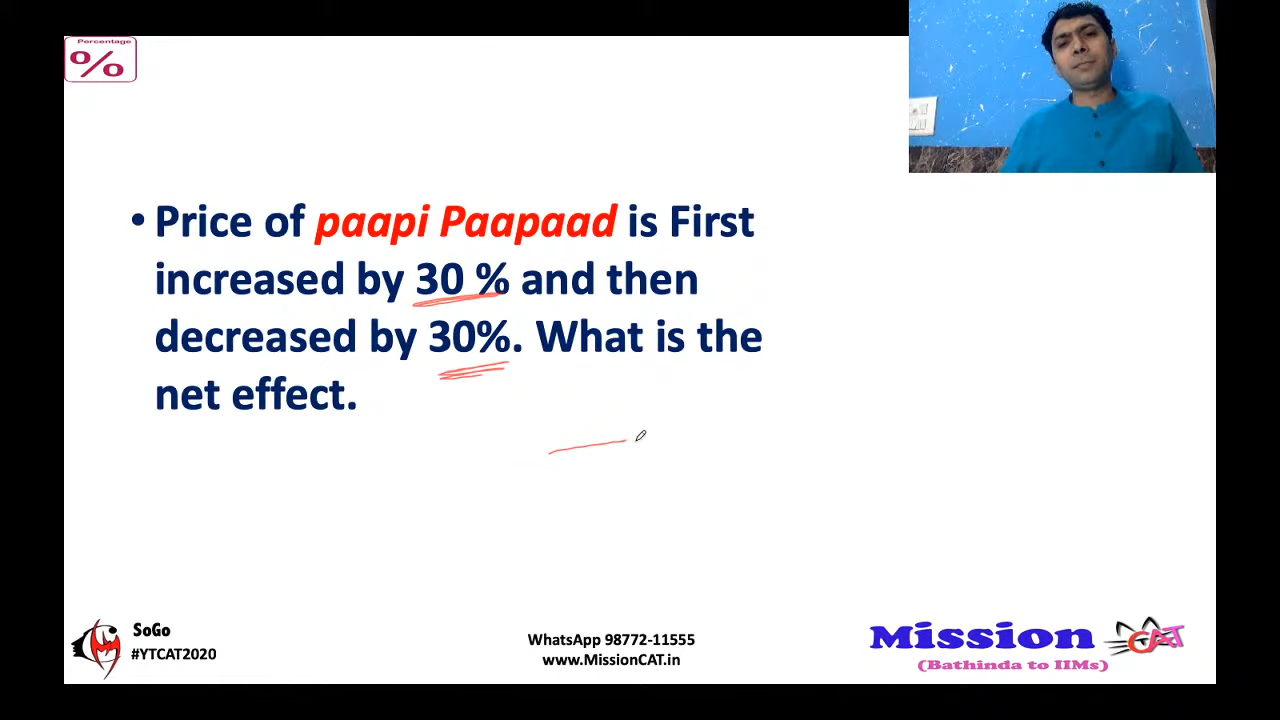 Percentage
%
• Price of paapi Paapaad is First
increased by 30 % and then
decreased by 30%. What is the
net effect.
SoGo
#YTCAT2020
WhatsApp 98772-11555
www.MissionCAT.in
Mission CAT
(Bathinda to IIMs)